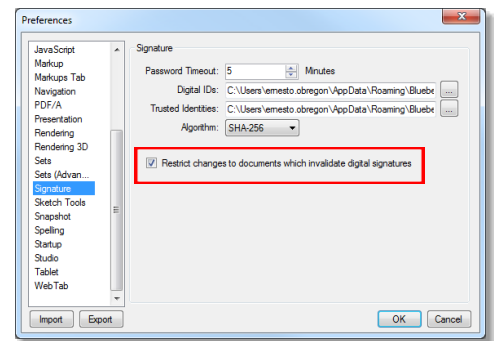 Preferences
JavaScript
Markup
Markups Tab
Navigation
PDF/A
Presentation
Rendering
Rendering 3D
Sets
Sets (Advan...
Signature
Sketch Tools
Snapshot
Spelling
Startup
Studio
Tablet
WebTab
Import Export
Signature
Password Timeout: 5 Minutes
Digital IDs: C:\Users\ernesto.obregon\AppData\Roaming\Bluebe ...
Trusted Identities: C:\Users\ernesto.obregon\AppData\Roaming\Bluebe ...
Algorithm: SHA-256
Restrict changes to documents which invalidate digital signatures
OK Cancel